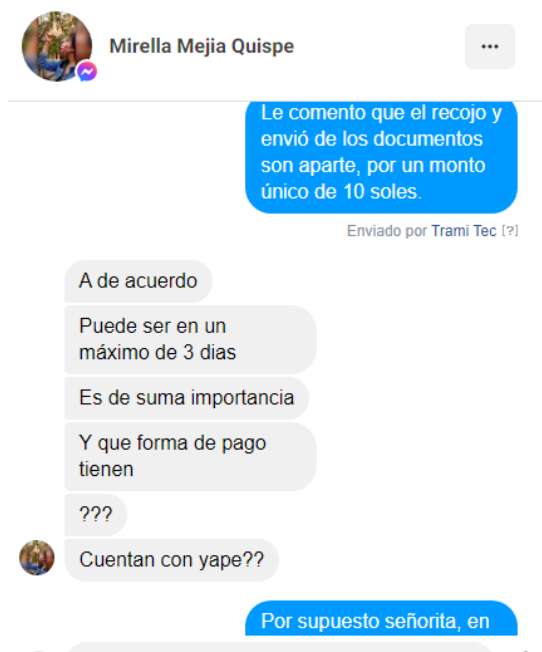 Mirella Mejia Quispe
Le comento que el recojo y
envió de los documentos
son aparte, por un monto
único de 10 soles.
Enviado por Trami Tec [?]
A de acuerdo
Puede ser en un
máximo de 3 dias
Es de suma importancia
Y que forma de pago
tienen
???
Cuentan con yape??
Por supuesto señorita, en